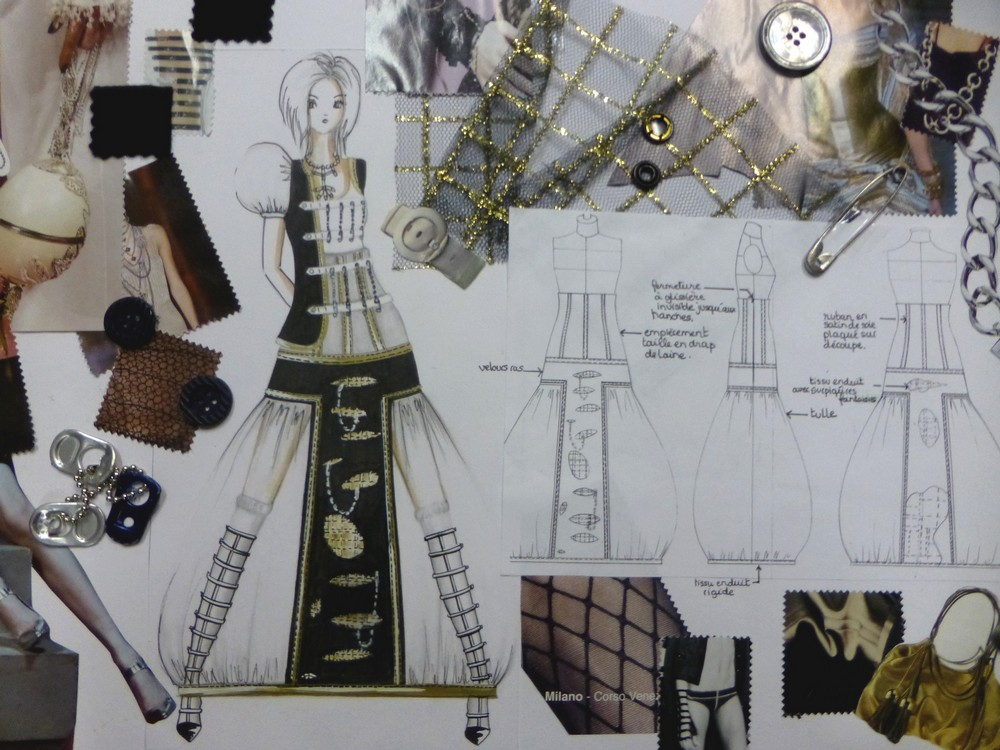 fermeture
à glissière
invisible jusqu'aux
hanches.
empiècement
taille en drap
de laine.
velours ras
ruban en
satin de soie
plaqué sur
découpe.
tissu enduit
avec surpiqûres
fantaisies
tulle
tissu enduit
rigide
Milano - Corso Venez